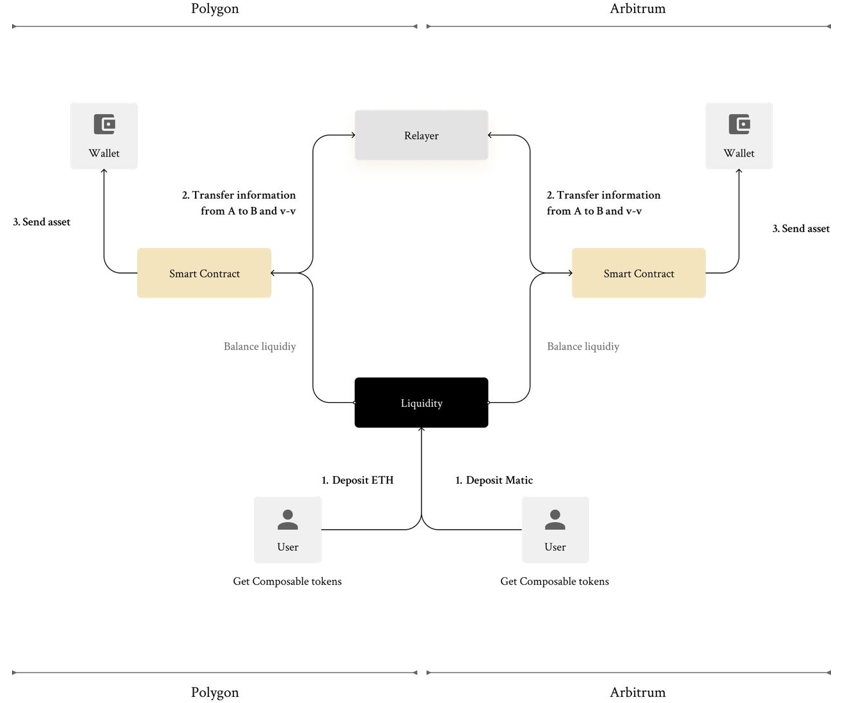 Polygon
Arbitrum
Wallet
Relayer
Wallet
2. Transfer information
from A to B and v-v
2. Transfer information
from A to B and v-v
3. Send asset
3. Send asset
Smart Contract
Smart Contract
Balance liquidiy
Balance liquidiy
Liquidity
1. Deposit ETH
1. Deposit Matic
User
User
Get Composable tokens
Get Composable tokens
Polygon
Arbitrum